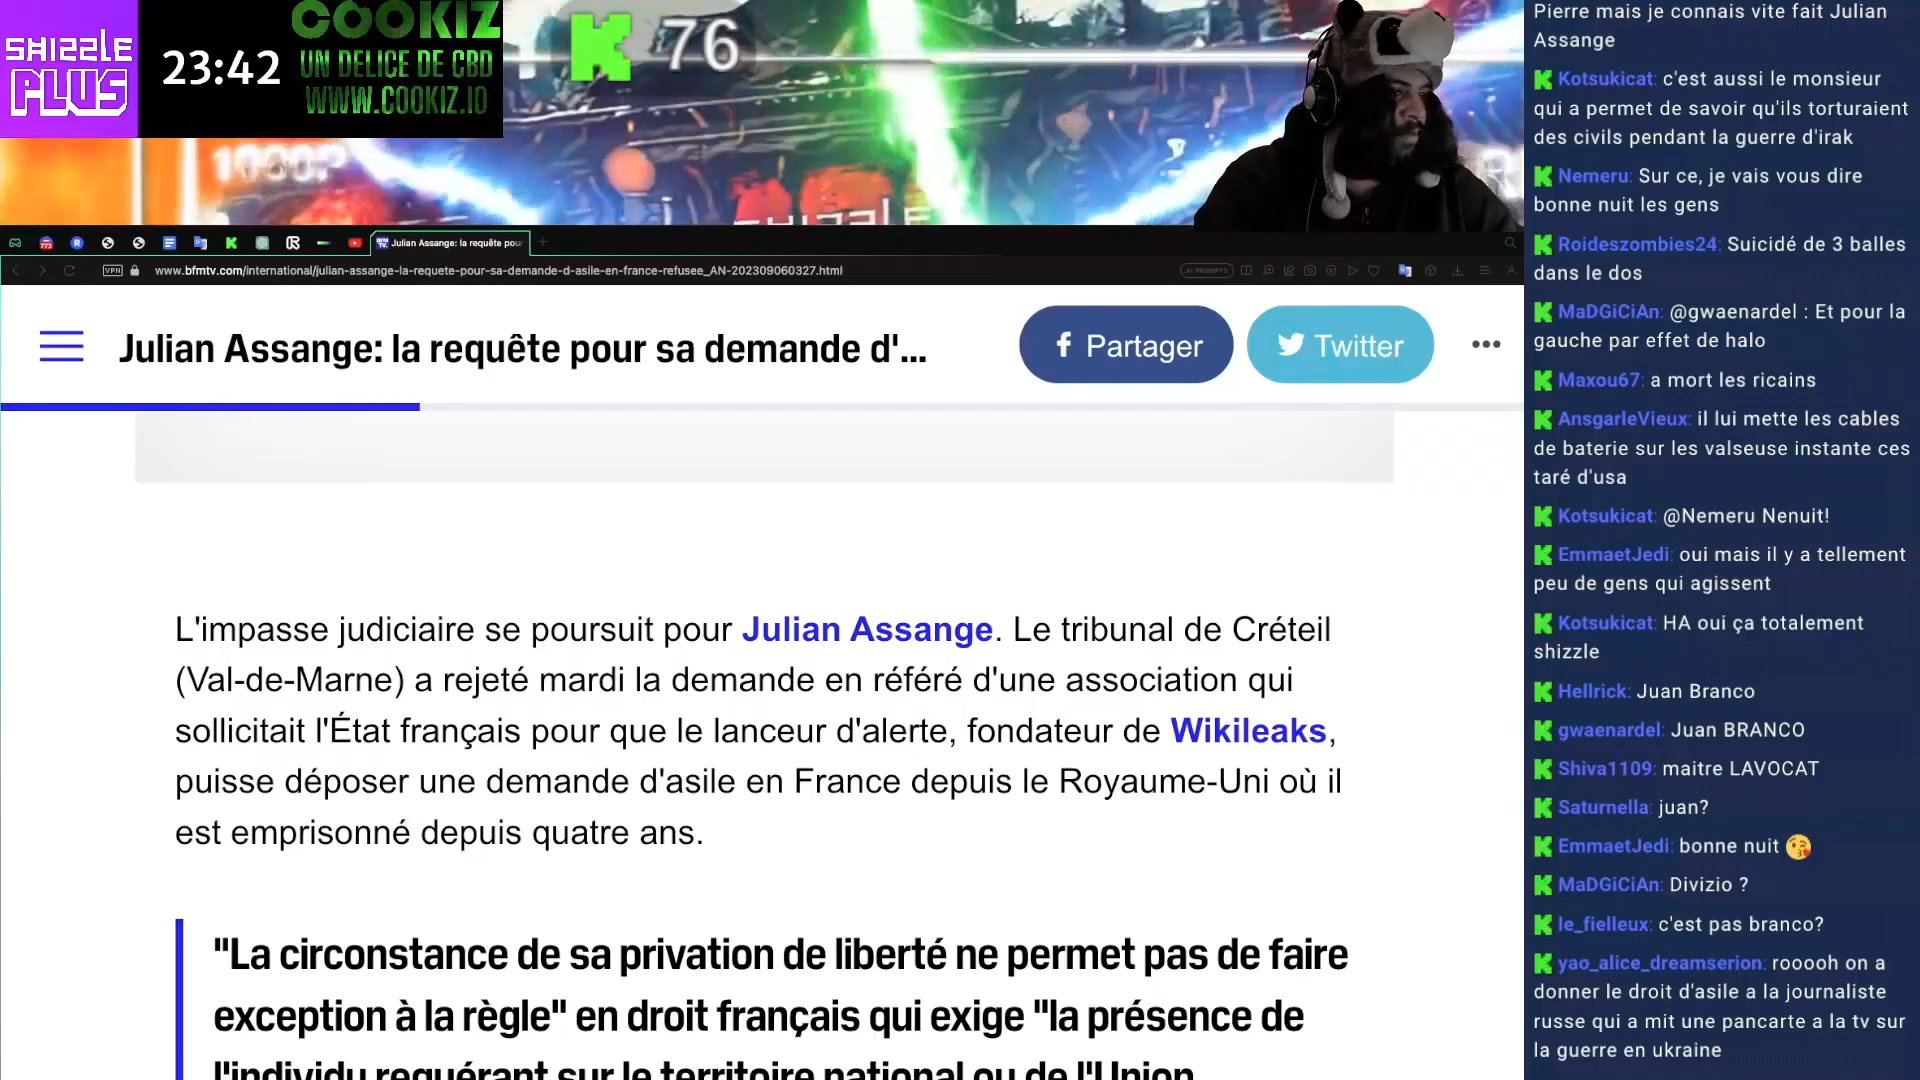 SHIZZLE
PLUS
23:42
COOKIZ
UN DELICE DE CBD
WWW.COOKIZ.IO
76
Julian Assange: la requête pou
VPN
www.bfmtv.com/international/julian-assange-la-requete-pour-sa-demande-d-asile-en-france-refusee_AN-202309060327.html
AI PROMPTS
Julian Assange: la requête pour sa demande d'...
Partager
Twitter
L'impasse judiciaire se poursuit pour Julian Assange. Le tribunal de Créteil
(Val-de-Marne) a rejeté mardi la demande en référé d'une association qui
sollicitait l'État français pour que le lanceur d'alerte, fondateur de Wikileaks,
puisse déposer une demande d'asile en France depuis le Royaume-Uni où il
est emprisonné depuis quatre ans.
"La circonstance de sa privation de liberté ne permet pas de faire
exception à la règle" en droit français qui exige "la présence de
l'individu requérant sur le territoire national ou de l'Union
Pierre mais je connais vite fait Julian
Assange
Kotsukicat: c'est aussi le monsieur
qui a permet de savoir qu'ils torturaient
des civils pendant la guerre d'irak
Nemeru: Sur ce, je vais vous dire
bonne nuit les gens
Roideszombies24: Suicidé de 3 balles
dans le dos
MaDGiCiAn: @gwaenardel : Et pour la
gauche par effet de halo
Maxou67: a mort les ricains
AnsgarleVieux: il lui mette les cables
de baterie sur les valseuse instante ces
taré d'usa
Kotsukicat: @Nemeru Nenuit!
EmmaetJedi: oui mais il y a tellement
peu de gens qui agissent
Kotsukicat: HA oui ça totalement
shizzle
Hellrick: Juan Branco
gwaenardel: Juan BRANCO
Shiva1109: maitre LAVOCAT
Saturnella: juan?
EmmaetJedi: bonne nuit 😘
MaDGiCiAn: Divizio ?
le_fielleux: c'est pas branco?
yao_alice_dreamserion: rooooh on a
donner le droit d'asile a la journaliste
russe qui a mit une pancarte a la tv sur
la guerre en ukraine